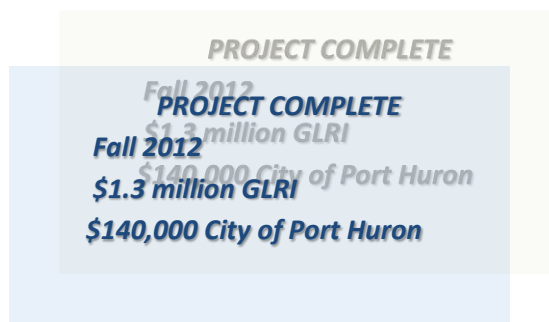 PROJECT COMPLETE
Fall 2012
$1.3 million GLRI
$140,000 City of Port Huron
PROJECT COMPLETE
Fall 2012
$1.3 million GLRI
$140,000 City of Port Huron